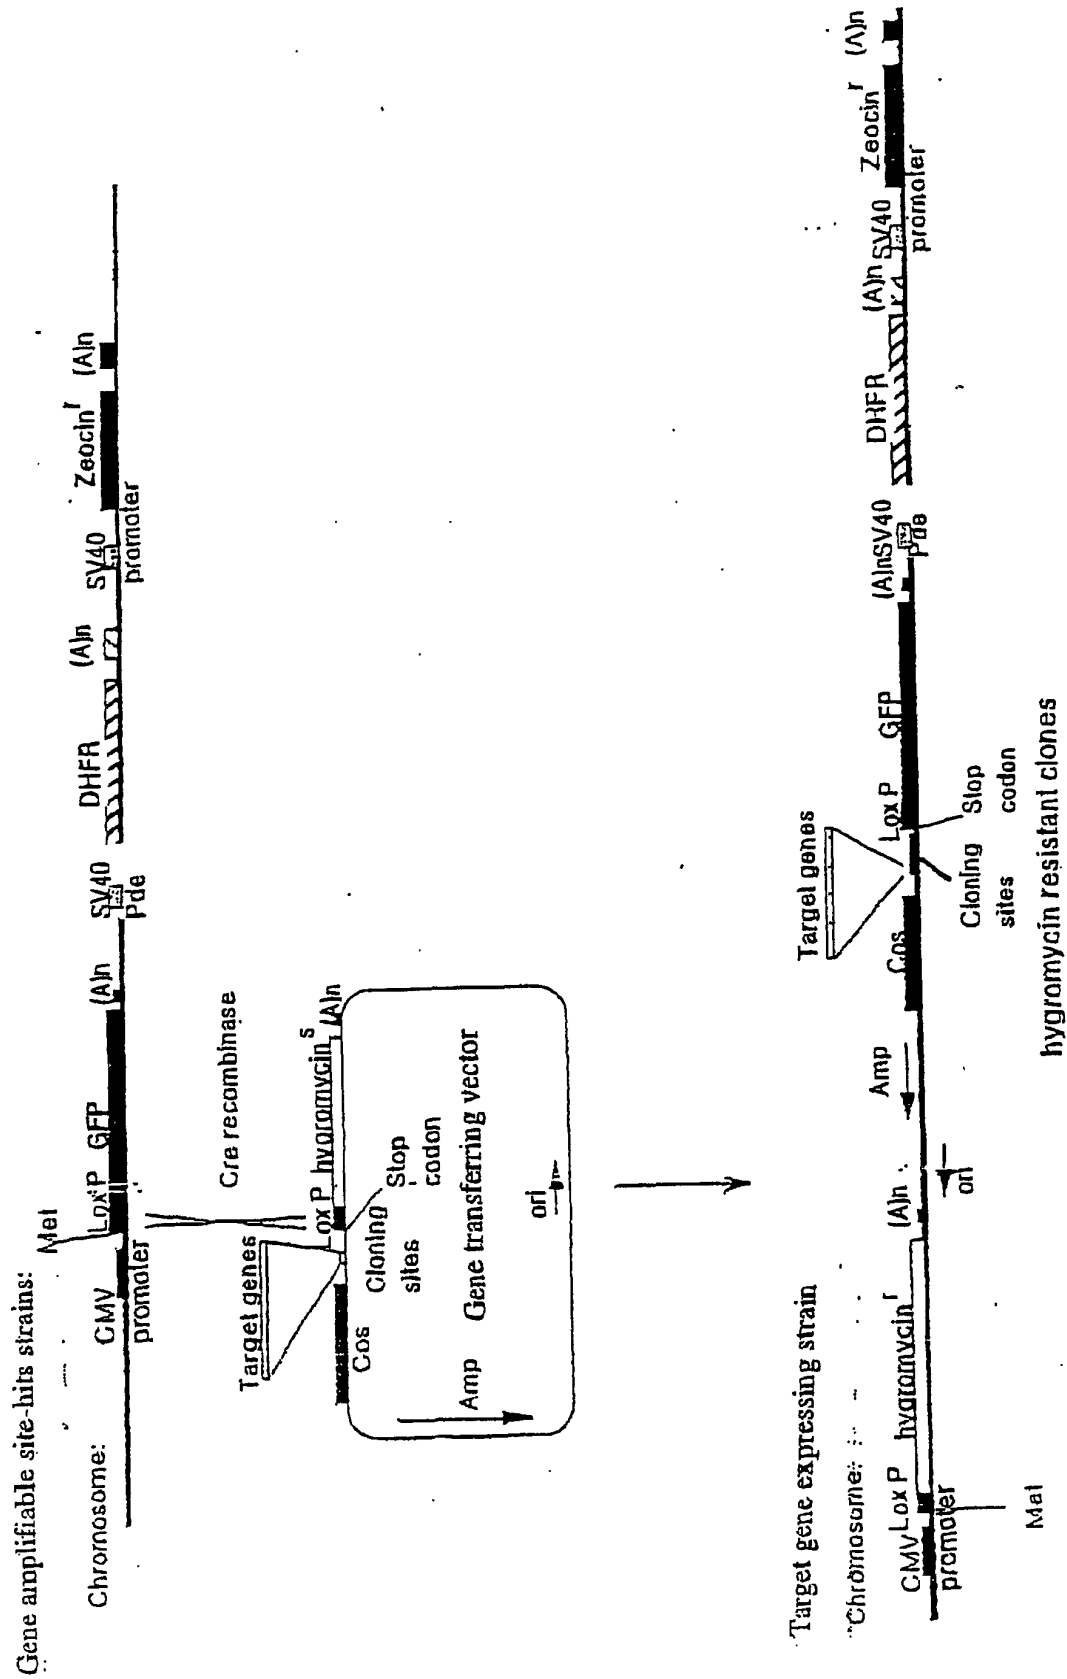 Gene amplifiable site-hits strains:
Chromosome:
CMV
promoter
Met
LoxP GFP
(A)n
SV40
Pde
DHFR
(A)n
SV40
promoter
Zeocin r
(A)n
Cre recombinase
Target genes
Lox P hygromycin s
(A)n
Cos
Cloning
sites
Stop
codon
Amp
Gene transferring vector
ori
Target gene expressing strain
Chromosome:
CMV LoxP
promoter
Met
hygromycin r
(A)n
ori
Amp
Cos
Target genes
Cloning
sites
Lox P
Stop
codon
GFP
(A)n SV40
Pde
DHFR
(A)n SV40
promoter
Zeocin r
(A)n
hygromycin resistant clones